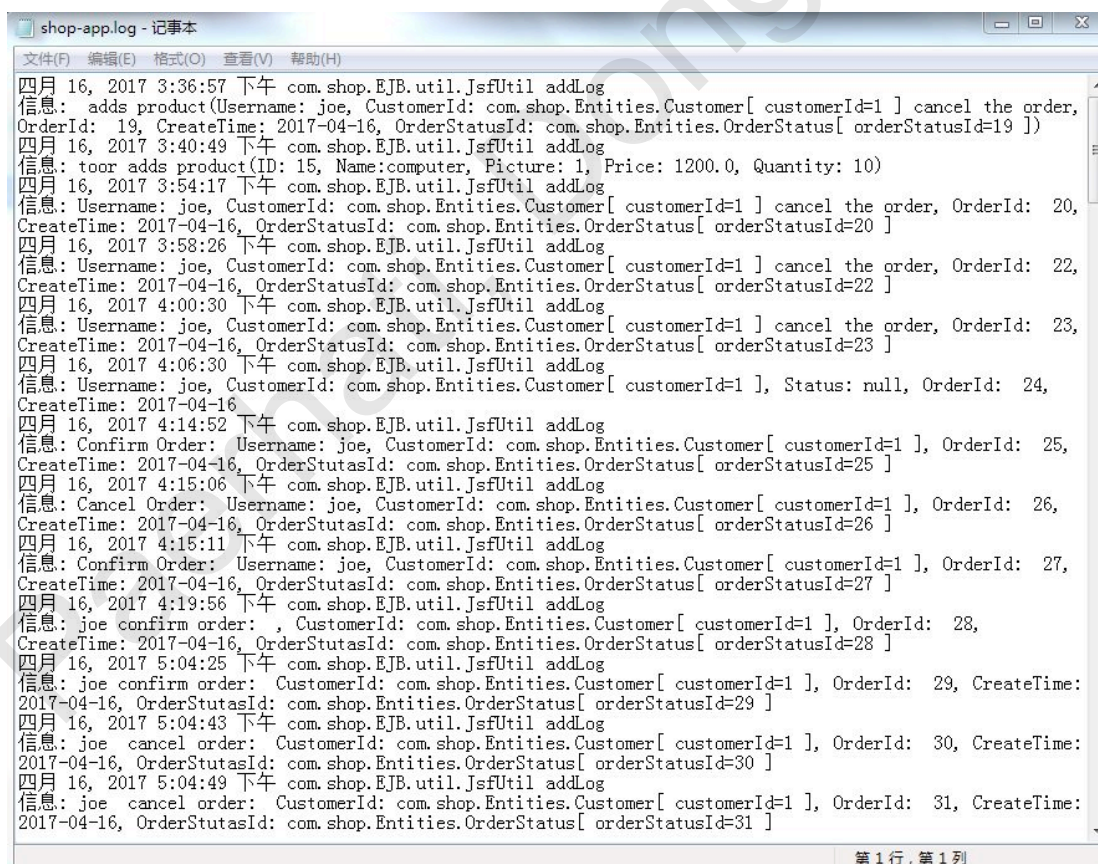 shop-app.log - 记事本
文件(F) 编辑(E) 格式(O) 查看(V) 帮助(H)
四月 16, 2017 3:36:57 下午 com.shop.EJB.util.JsfUtil addLog
信息:  adds product(Username: joe, CustomerId: com.shop.Entities.Customer[ customerId=1 ] cancel the order,
OrderId:  19, CreateTime: 2017-04-16, OrderStatusId: com.shop.Entities.OrderStatus[ orderStatusId=19 ])
四月 16, 2017 3:40:49 下午 com.shop.EJB.util.JsfUtil addLog
信息: toor adds product(ID: 15, Name:computer, Picture: 1, Price: 1200.0, Quantity: 10)
四月 16, 2017 3:54:17 下午 com.shop.EJB.util.JsfUtil addLog
信息: Username: joe, CustomerId: com.shop.Entities.Customer[ customerId=1 ] cancel the order, OrderId:  20,
CreateTime: 2017-04-16, OrderStatusId: com.shop.Entities.OrderStatus[ orderStatusId=20 ]
四月 16, 2017 3:58:26 下午 com.shop.EJB.util.JsfUtil addLog
信息: Username: joe, CustomerId: com.shop.Entities.Customer[ customerId=1 ] cancel the order, OrderId:  22,
CreateTime: 2017-04-16, OrderStatusId: com.shop.Entities.OrderStatus[ orderStatusId=22 ]
四月 16, 2017 4:00:30 下午 com.shop.EJB.util.JsfUtil addLog
信息: Username: joe, CustomerId: com.shop.Entities.Customer[ customerId=1 ] cancel the order, OrderId:  23,
CreateTime: 2017-04-16, OrderStatusId: com.shop.Entities.OrderStatus[ orderStatusId=23 ]
四月 16, 2017 4:06:30 下午 com.shop.EJB.util.JsfUtil addLog
信息: Username: joe, CustomerId: com.shop.Entities.Customer[ customerId=1 ], Status: null, OrderId:  24,
CreateTime: 2017-04-16
四月 16, 2017 4:14:52 下午 com.shop.EJB.util.JsfUtil addLog
信息: Confirm Order:  Username: joe, CustomerId: com.shop.Entities.Customer[ customerId=1 ], OrderId:  25,
CreateTime: 2017-04-16, OrderStutasId: com.shop.Entities.OrderStatus[ orderStatusId=25 ]
四月 16, 2017 4:15:06 下午 com.shop.EJB.util.JsfUtil addLog
信息: Cancel Order:  Username: joe, CustomerId: com.shop.Entities.Customer[ customerId=1 ], OrderId:  26,
CreateTime: 2017-04-16, OrderStutasId: com.shop.Entities.OrderStatus[ orderStatusId=26 ]
四月 16, 2017 4:15:11 下午 com.shop.EJB.util.JsfUtil addLog
信息: Confirm Order:  Username: joe, CustomerId: com.shop.Entities.Customer[ customerId=1 ], OrderId:  27,
CreateTime: 2017-04-16, OrderStutasId: com.shop.Entities.OrderStatus[ orderStatusId=27 ]
四月 16, 2017 4:19:56 下午 com.shop.EJB.util.JsfUtil addLog
信息: joe confirm order:  , CustomerId: com.shop.Entities.Customer[ customerId=1 ], OrderId:  28,
CreateTime: 2017-04-16, OrderStutasId: com.shop.Entities.OrderStatus[ orderStatusId=28 ]
四月 16, 2017 5:04:25 下午 com.shop.EJB.util.JsfUtil addLog
信息: joe confirm order:  CustomerId: com.shop.Entities.Customer[ customerId=1 ], OrderId:  29, CreateTime:
2017-04-16, OrderStutasId: com.shop.Entities.OrderStatus[ orderStatusId=29 ]
四月 16, 2017 5:04:43 下午 com.shop.EJB.util.JsfUtil addLog
信息: joe  cancel order:  CustomerId: com.shop.Entities.Customer[ customerId=1 ], OrderId:  30, CreateTime:
2017-04-16, OrderStutasId: com.shop.Entities.OrderStatus[ orderStatusId=30 ]
四月 16, 2017 5:04:49 下午 com.shop.EJB.util.JsfUtil addLog
信息: joe  cancel order:  CustomerId: com.shop.Entities.Customer[ customerId=1 ], OrderId:  31, CreateTime:
2017-04-16, OrderStutasId: com.shop.Entities.OrderStatus[ orderStatusId=31 ]
第 1 行，第 1 列